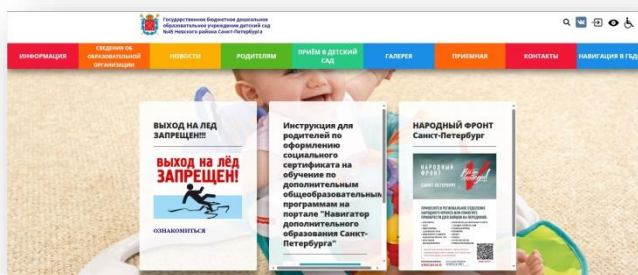 Государственное бюджетное дошкольное
образовательное учреждение детский сад
№45 Невского района Санкт-Петербурга
ИНФОРМАЦИЯ
СВЕДЕНИЯ ОБ
ОБРАЗОВАТЕЛЬНОЙ
ОРГАНИЗАЦИИ
НОВОСТИ
РОДИТЕЛЯМ
ПРИЁМ В ДЕТСКИЙ
САД
ГАЛЕРЕЯ
ПРИЕМНАЯ
КОНТАКТЫ
НАВИГАЦИЯ В ГБД
ВЫХОД НА ЛЕД
ЗАПРЕЩЕН!!!
ВЫХОД НА ЛЁД
ЗАПРЕЩЕН!
ОЗНАКОМИТЬСЯ
Инструкция для
родителей по
оформлению
социального
сертификата на
обучение по
дополнительным
общеобразовательным
программам на
портале "Навигатор
дополнительного
образования Санкт-
Петербурга"
НАРОДНЫЙ ФРОНТ
Санкт-Петербург
НАРОДНЫЙ
ФРОНТ
САНКТ-ПЕТЕРБУРГ